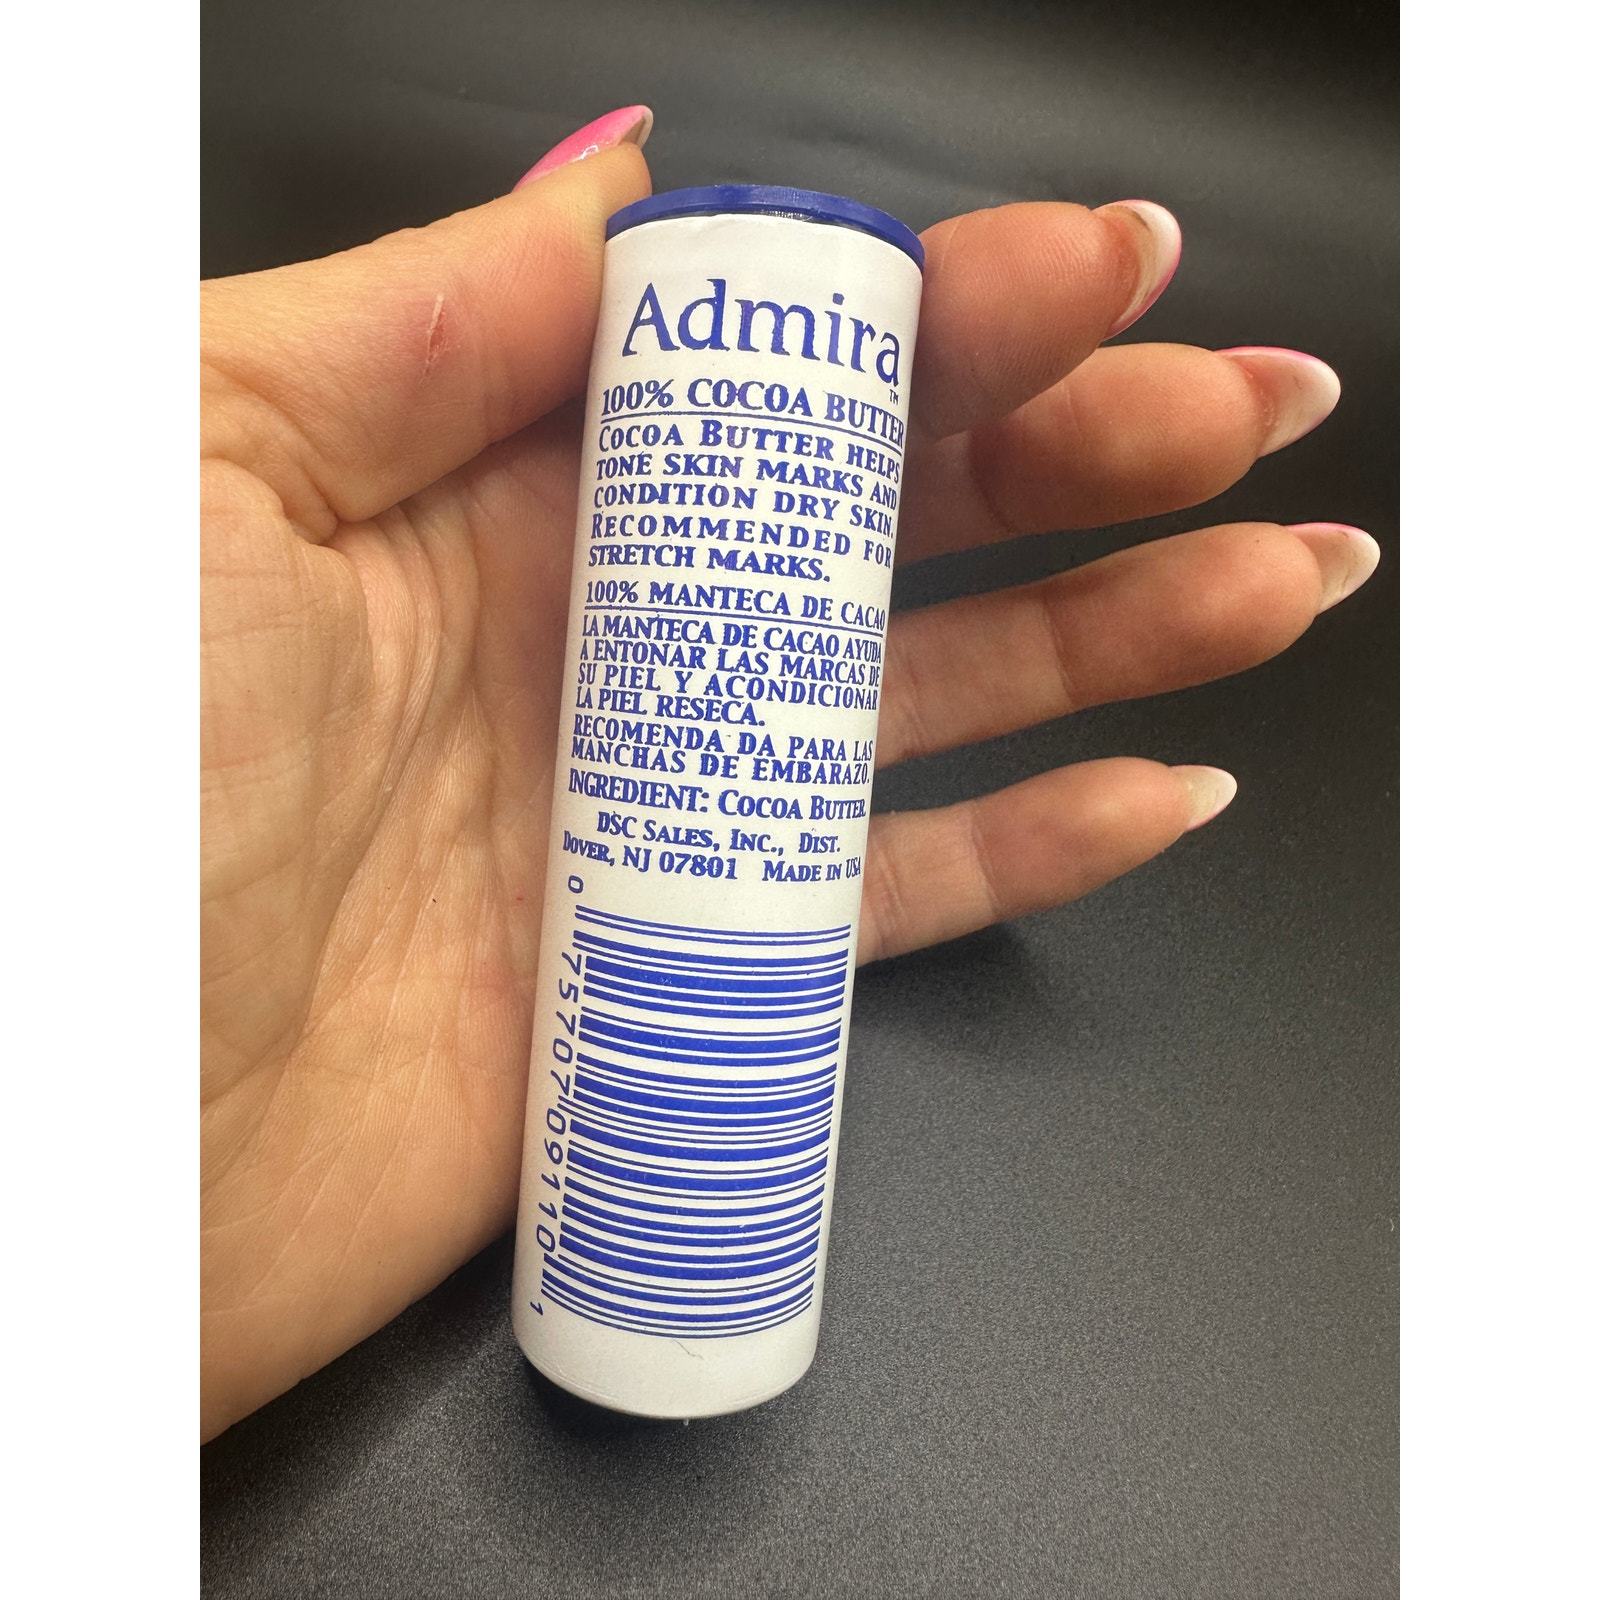 Admira™
100% COCOA BUTTER
COCOA BUTTER HELPS
TONE SKIN MARKS AND
CONDITION DRY SKIN.
RECOMMENDED FOR
STRETCH MARKS.
100% MANTECA DE CACAO
LA MANTECA DE CACAO AYUDA
A ENTONAR LAS MARCAS DE
SU PIEL Y ACONDICIONAR
LA PIEL RESECA.
RECOMENDA DA PARA LAS
MANCHAS DE EMBARAZO.
INGREDIENT: COCOA BUTTER.
DSC SALES, INC., DIST.
DOVER, NJ 07801 MADE IN USA
0 75707 09110 1